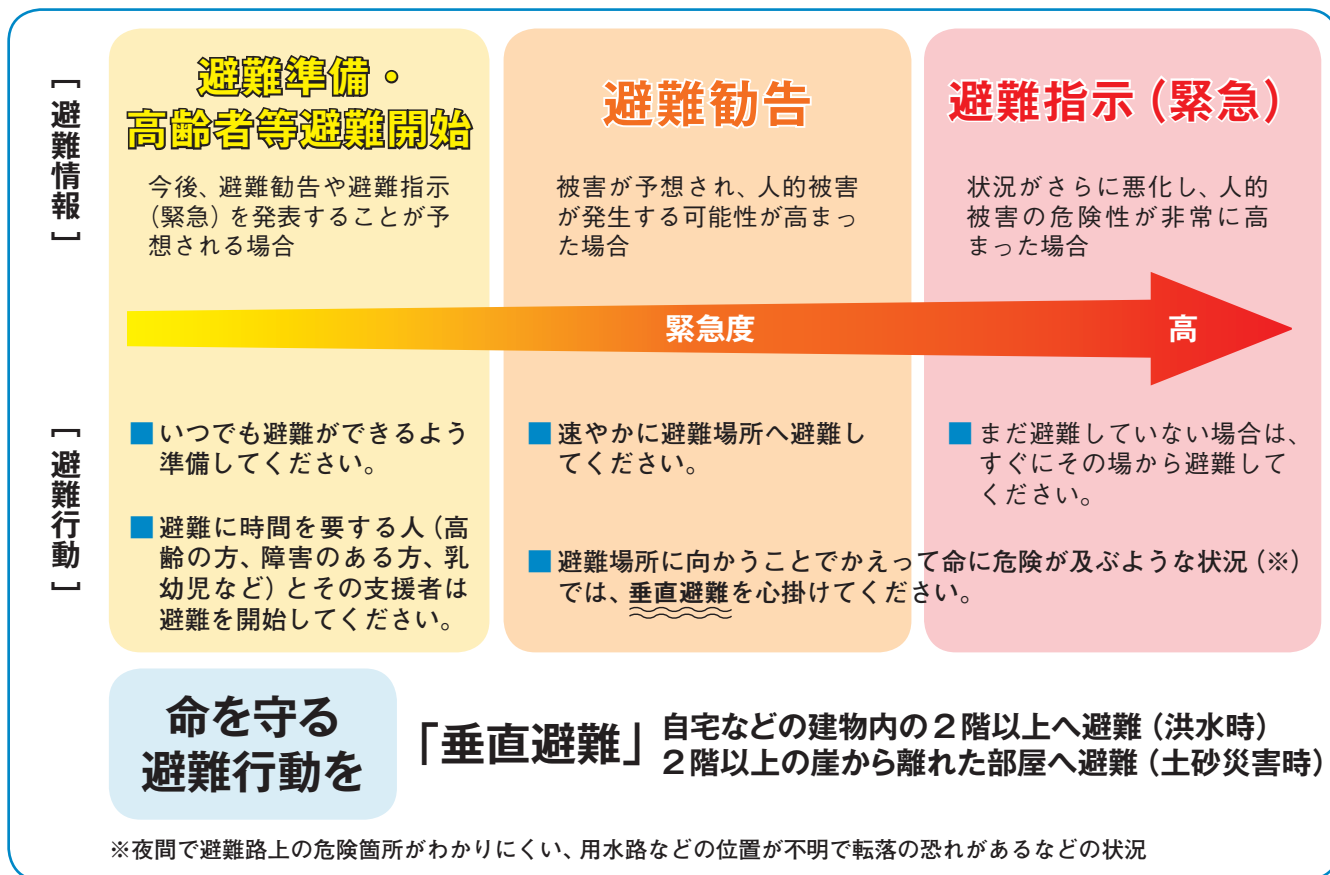 ［避難情報］
避難準備・
高齢者等避難開始
今後、避難勧告や避難指示
（緊急）を発表することが予
想される場合
避難勧告
被害が予想され、人的被害
が発生する可能性が高まっ
た場合
避難指示（緊急）
状況がさらに悪化し、人的
被害の危険性が非常に高
まった場合
緊急度
高
［避難行動］
■いつでも避難ができるよう
準備してください。
■避難に時間を要する人（高
齢の方、障害のある方、乳
幼児など）とその支援者は
避難を開始してください。
■速やかに避難場所へ避難し
てください。
■まだ避難していない場合は、
すぐにその場から避難して
ください。
■避難場所に向かうことでかえって命に危険が及ぶような状況（※）
では、垂直避難を心掛けてください。
命を守る
避難行動を
「垂直避難」
自宅などの建物内の２階以上へ避難（洪水時）
２階以上の崖から離れた部屋へ避難（土砂災害時）
※夜間で避難路上の危険箇所がわかりにくい、用水路などの位置が不明で転落の恐れがあるなどの状況